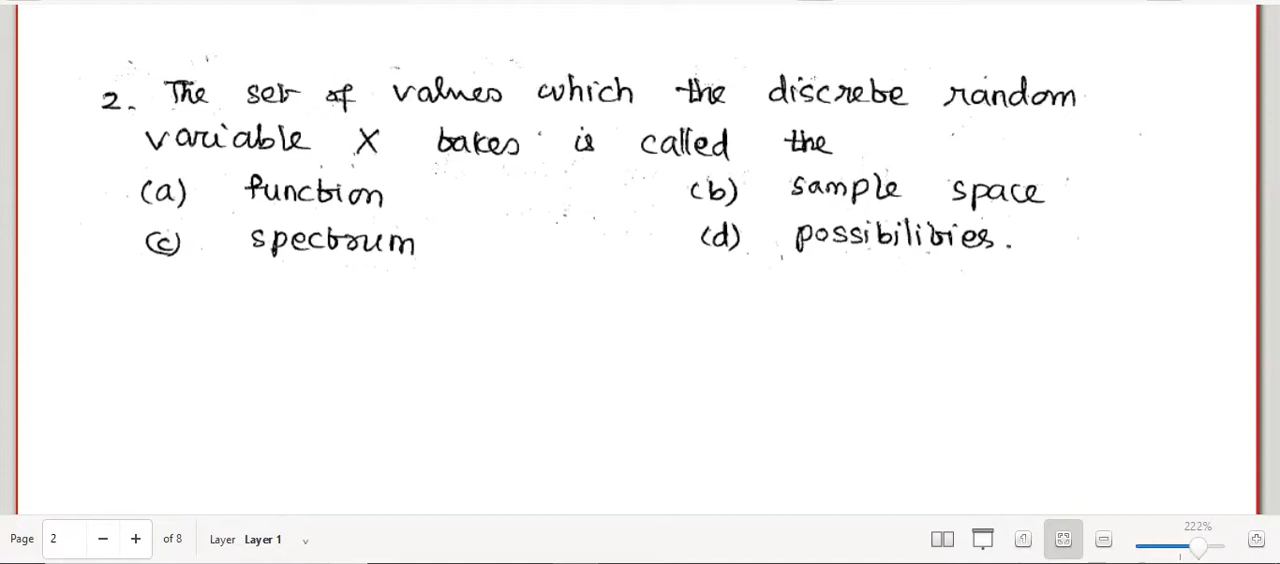 2. The set of values which the discrete random
variable X takes is called the
(a) function (b) sample space
(c) spectrum (d) possibilities.
Page 2 − + of 8 Layer Layer 1 222%